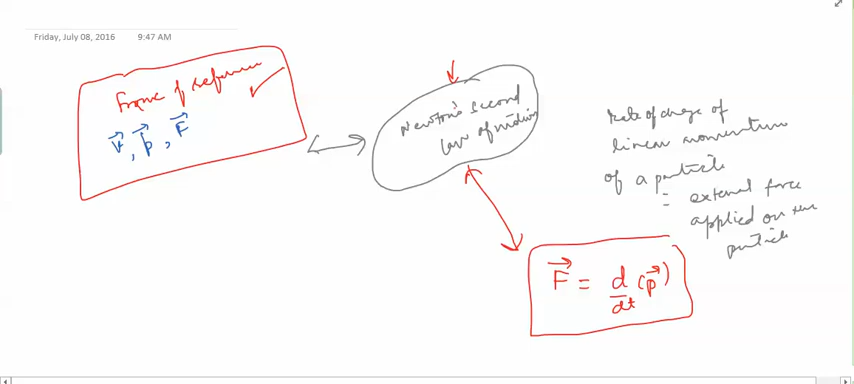 Friday, July 08, 2016 9:47 AM
Frame of reference
v⃗, p⃗, F⃗
Newton's second
law of motion
Rate of change of
linear momentum
of a particle
= external force
applied on the
particle
F⃗ = d/dt (p⃗)